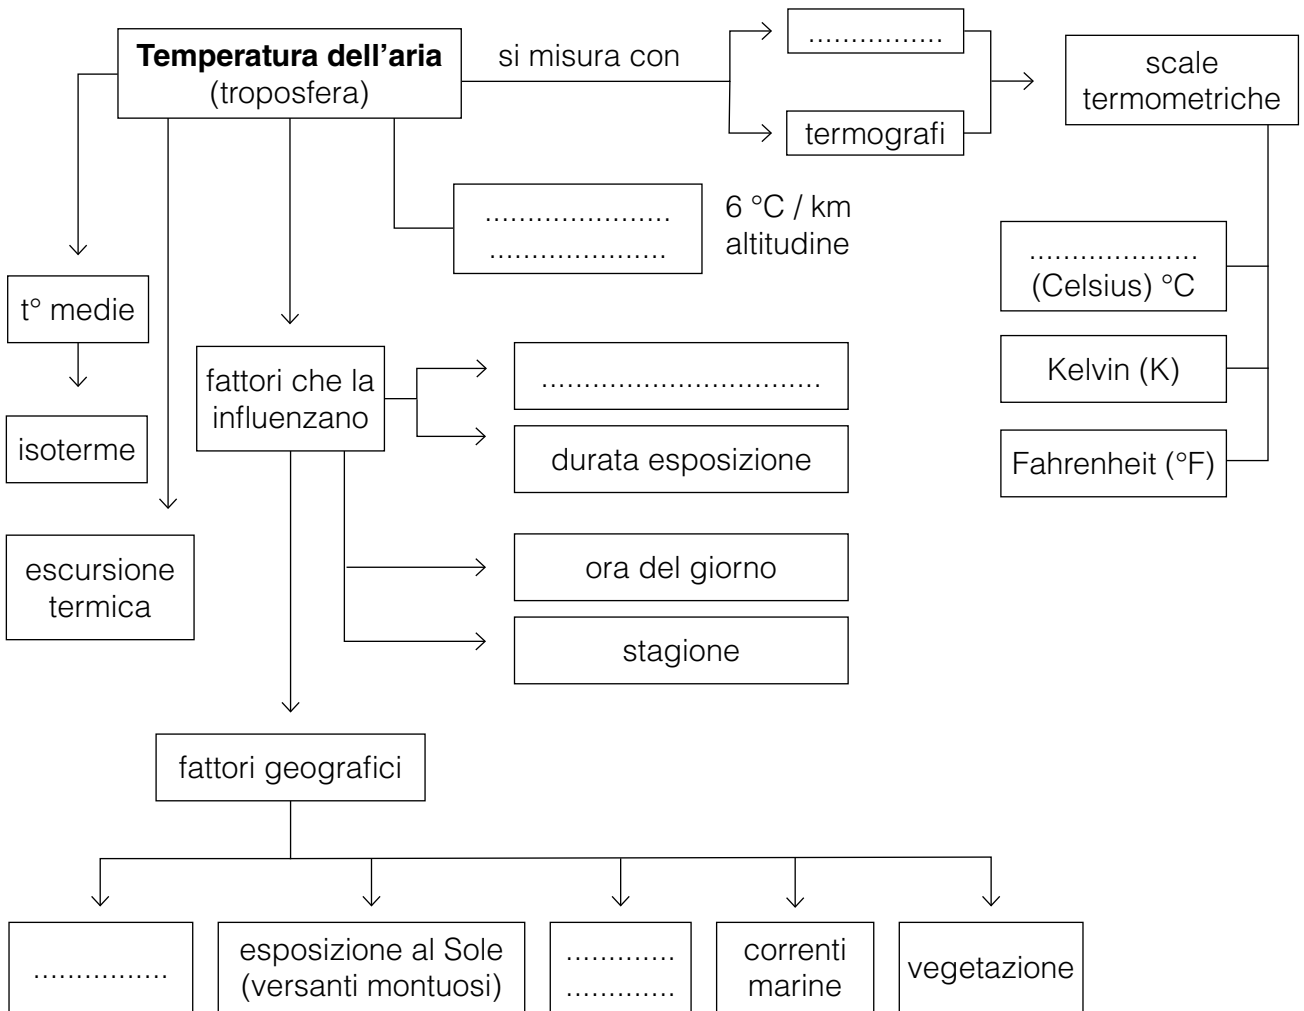 Temperatura dell’aria
(troposfera)
si misura con
................
termografi
scale
termometriche
......................
.....................
6 °C / km
altitudine
....................
(Celsius) °C
Kelvin (K)
Fahrenheit (°F)
t° medie
isoterme
escursione
termica
fattori che la
influenzano
.................................
durata esposizione
ora del giorno
stagione
fattori geografici
................
esposizione al Sole
(versanti montuosi)
.............
.............
correnti
marine
vegetazione